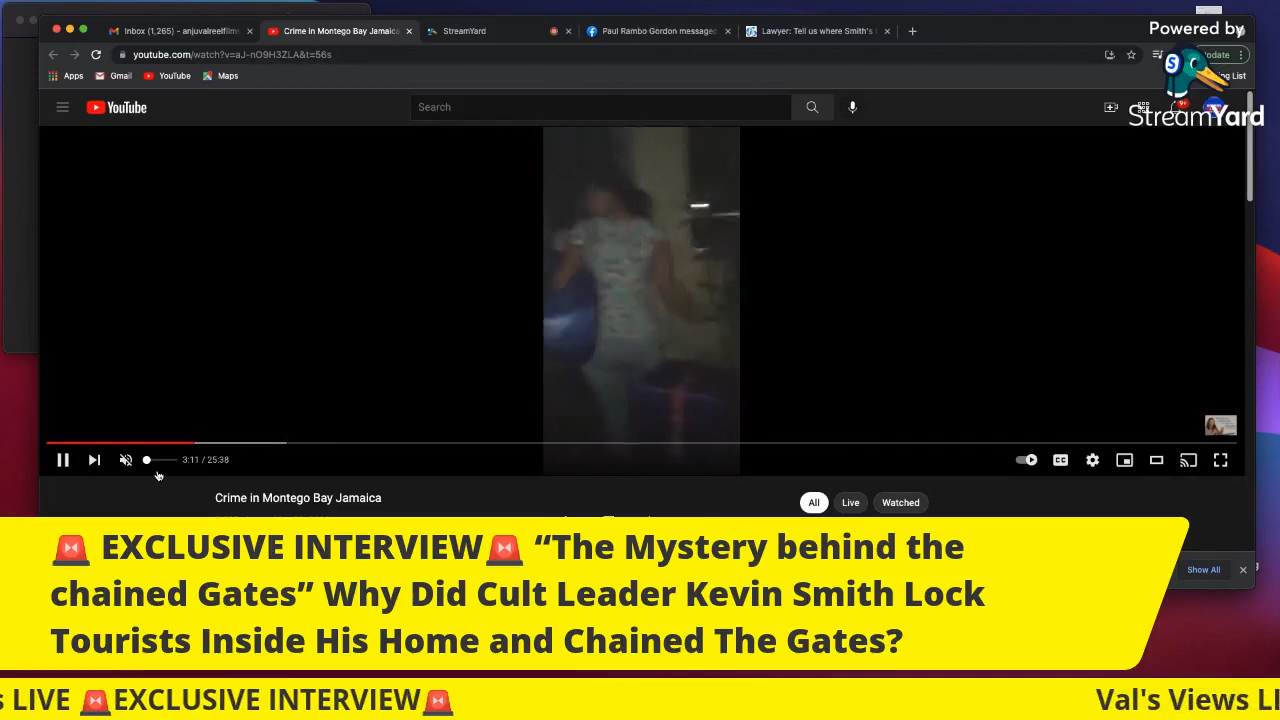 Inbox (1,265) - anjuvalreelfilms
Crime in Montego Bay Jamaica
StreamYard
Paul Rambo Gordon messaged
Lawyer: Tell us where Smith's
Powered by
youtube.com/watch?v=aJ-nO9H3ZLA&t=56s
Update
Apps
Gmail
YouTube
Maps
YouTube
Search
9+
StreamYard
3:11 / 25:38
CC
Crime in Montego Bay Jamaica
All
Live
Watched
🚨 EXCLUSIVE INTERVIEW🚨 “The Mystery behind the
chained Gates” Why Did Cult Leader Kevin Smith Lock
Tourists Inside His Home and Chained The Gates?
Show All
s LIVE 🚨EXCLUSIVE INTERVIEW🚨
Val's Views LI